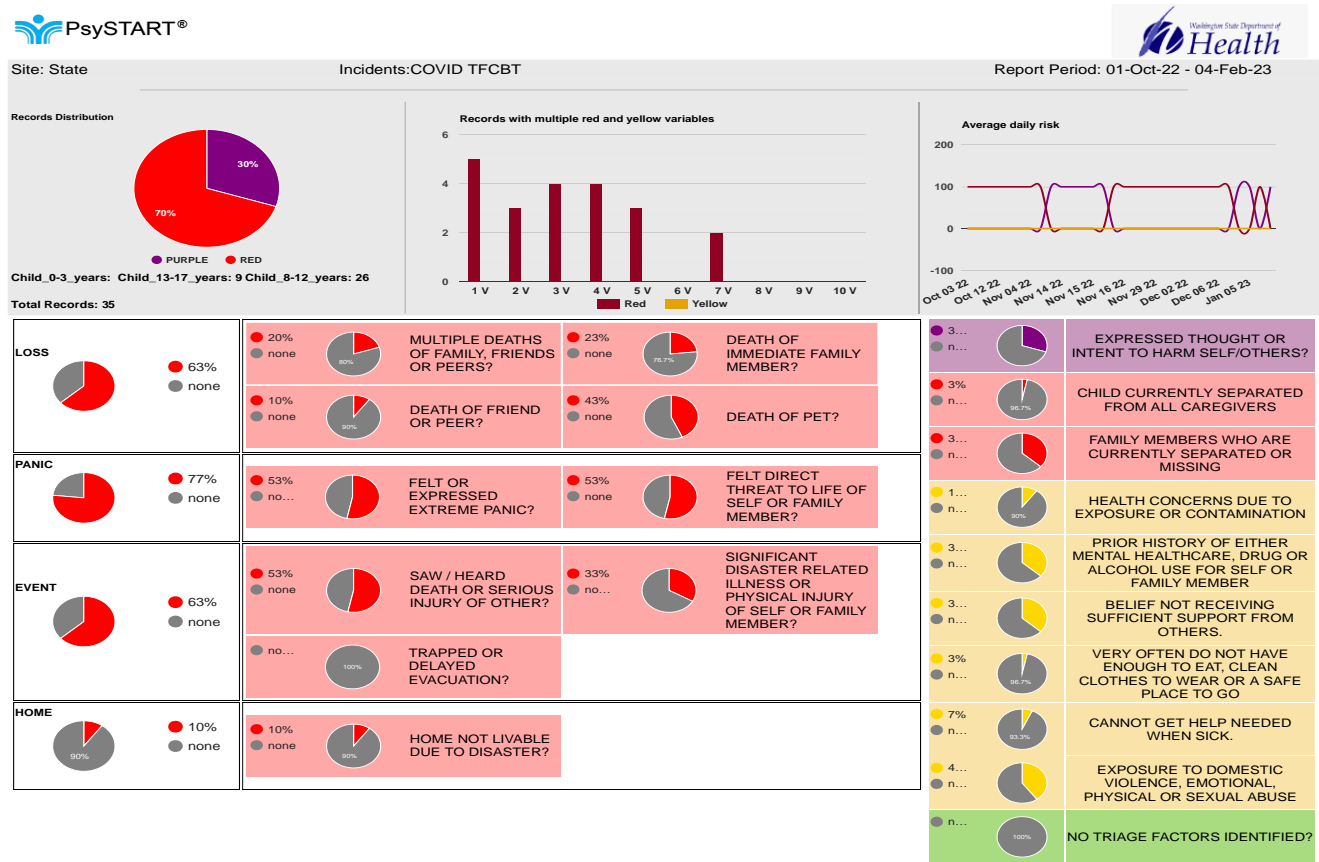 PsySTART®
Washington State Department of
Health
Site: State
Incidents:COVID TFCBT
Report Period: 01-Oct-22 - 04-Feb-23
Records Distribution
30%
70%
PURPLE RED
Child_0-3_years: Child_13-17_years: 9 Child_8-12_years: 26
Total Records: 35
Records with multiple red and yellow variables
6
4
2
0
1 V 2 V 3 V 4 V 5 V 6 V 7 V 8 V 9 V 10 V
Red Yellow
Average daily risk
200
100
0
-100
Oct 03 22 Oct 12 22 Nov 04 22 Nov 14 22 Nov 15 22 Nov 16 22 Nov 29 22 Dec 02 22 Dec 06 22 Jan 05 23
LOSS
63%
none
20%
none
80%
MULTIPLE DEATHS
OF FAMILY, FRIENDS
OR PEERS?
23%
none
76.7%
DEATH OF
IMMEDIATE FAMILY
MEMBER?
10%
none
90%
DEATH OF FRIEND
OR PEER?
43%
none
DEATH OF PET?
PANIC
77%
none
53%
no...
FELT OR
EXPRESSED
EXTREME PANIC?
53%
none
FELT DIRECT
THREAT TO LIFE OF
SELF OR FAMILY
MEMBER?
EVENT
63%
none
53%
none
SAW / HEARD
DEATH OR SERIOUS
INJURY OF OTHER?
33%
no...
SIGNIFICANT
DISASTER RELATED
ILLNESS OR
PHYSICAL INJURY
OF SELF OR FAMILY
MEMBER?
no...
100%
TRAPPED OR
DELAYED
EVACUATION?
HOME
10%
none
90%
10%
none
90%
HOME NOT LIVABLE
DUE TO DISASTER?
3...
n...
EXPRESSED THOUGHT OR
INTENT TO HARM SELF/OTHERS?
3%
n...
96.7%
CHILD CURRENTLY SEPARATED
FROM ALL CAREGIVERS
3...
n...
FAMILY MEMBERS WHO ARE
CURRENTLY SEPARATED OR
MISSING
1...
n...
90%
HEALTH CONCERNS DUE TO
EXPOSURE OR CONTAMINATION
3...
n...
PRIOR HISTORY OF EITHER
MENTAL HEALTHCARE, DRUG OR
ALCOHOL USE FOR SELF OR
FAMILY MEMBER
3...
n...
BELIEF NOT RECEIVING
SUFFICIENT SUPPORT FROM
OTHERS.
3%
n...
96.7%
VERY OFTEN DO NOT HAVE
ENOUGH TO EAT, CLEAN
CLOTHES TO WEAR OR A SAFE
PLACE TO GO
7%
n...
93.3%
CANNOT GET HELP NEEDED
WHEN SICK.
4...
n...
EXPOSURE TO DOMESTIC
VIOLENCE, EMOTIONAL,
PHYSICAL OR SEXUAL ABUSE
n...
100%
NO TRIAGE FACTORS IDENTIFIED?